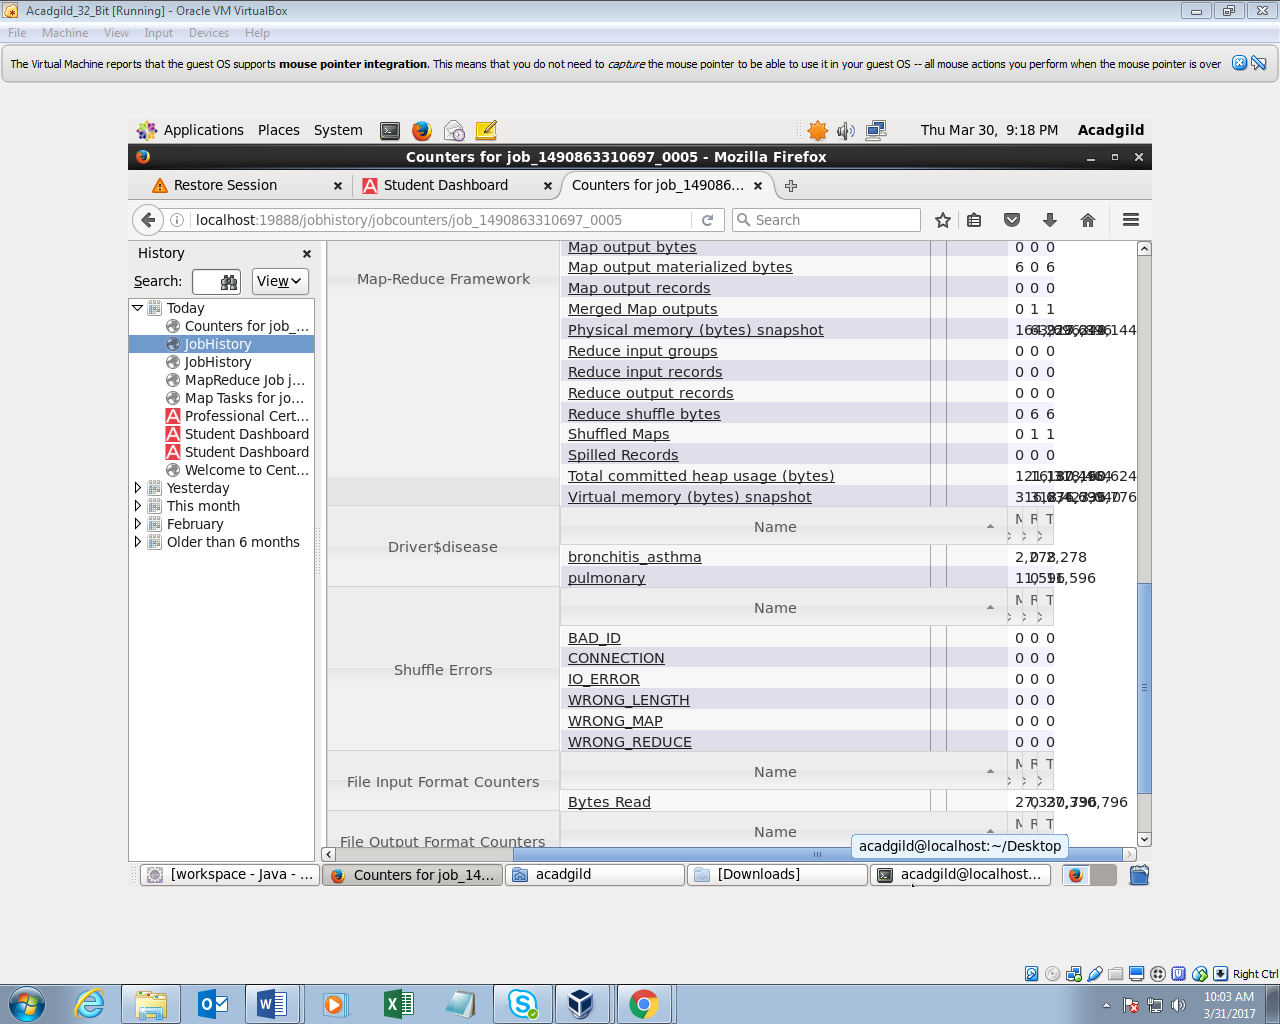 Acadgild_32_Bit [Running] - Oracle VM VirtualBox
File Machine View Input Devices Help
The Virtual Machine reports that the guest OS supports mouse pointer integration. This means that you do not need to capture the mouse pointer to be able to use it in your guest OS -- all mouse actions you perform when the mouse pointer is over
Applications Places System Thu Mar 30, 9:18 PM Acadgild
Counters for job_1490863310697_0005 - Mozilla Firefox
Restore Session Student Dashboard Counters for job_149086...
localhost:19888/jobhistory/jobcounters/job_1490863310697_0005 Search
History
Search: View
Today
Counters for job_...
JobHistory
JobHistory
MapReduce Job j...
Map Tasks for jo...
Professional Cert...
Student Dashboard
Student Dashboard
Welcome to Cent...
Yesterday
This month
February
Older than 6 months
Map-Reduce Framework
Map output bytes 0 0 0
Map output materialized bytes 6 0 6
Map output records 0 0 0
Merged Map outputs 0 1 1
Physical memory (bytes) snapshot
Reduce input groups 0 0 0
Reduce input records 0 0 0
Reduce output records 0 0 0
Reduce shuffle bytes 0 6 6
Shuffled Maps 0 1 1
Spilled Records 0 0 0
Total committed heap usage (bytes)
Virtual memory (bytes) snapshot
Driver$disease
Name M R T
bronchitis_asthma 2,278 0 2,278
pulmonary 11,596 0 11,596
Shuffle Errors
Name M R T
BAD_ID 0 0 0
CONNECTION 0 0 0
IO_ERROR 0 0 0
WRONG_LENGTH 0 0 0
WRONG_MAP 0 0 0
WRONG_REDUCE 0 0 0
File Input Format Counters
Name M R T
Bytes Read
File Output Format Counters
Name M R T
acadgild@localhost:~/Desktop
[workspace - Java - ... Counters for job_14... acadgild [Downloads] acadgild@localhost...
Right Ctrl
10:03 AM
3/31/2017